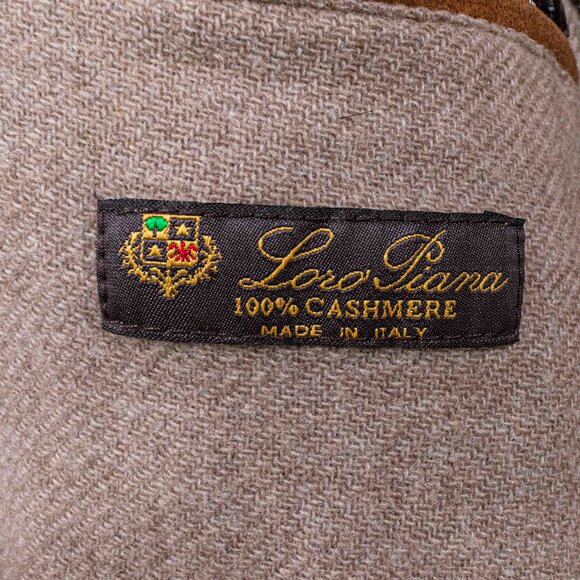 Loro Piana
100% CASHMERE
MADE IN ITALY